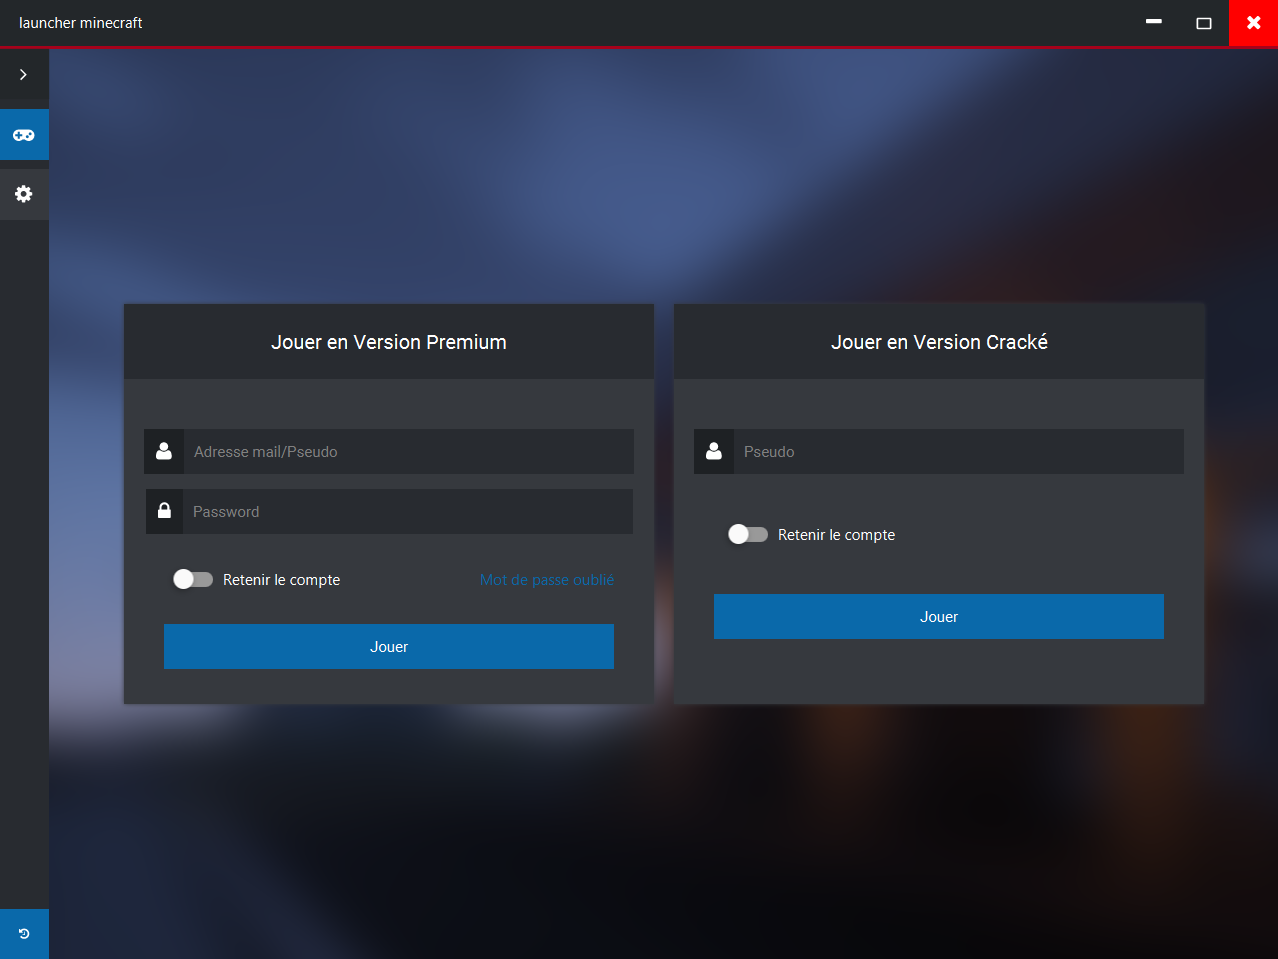 launcher minecraft
Jouer en Version Premium
Adresse mail/Pseudo
Password
Retenir le compte
Mot de passe oublié
Jouer
Jouer en Version Cracké
Pseudo
Retenir le compte
Jouer